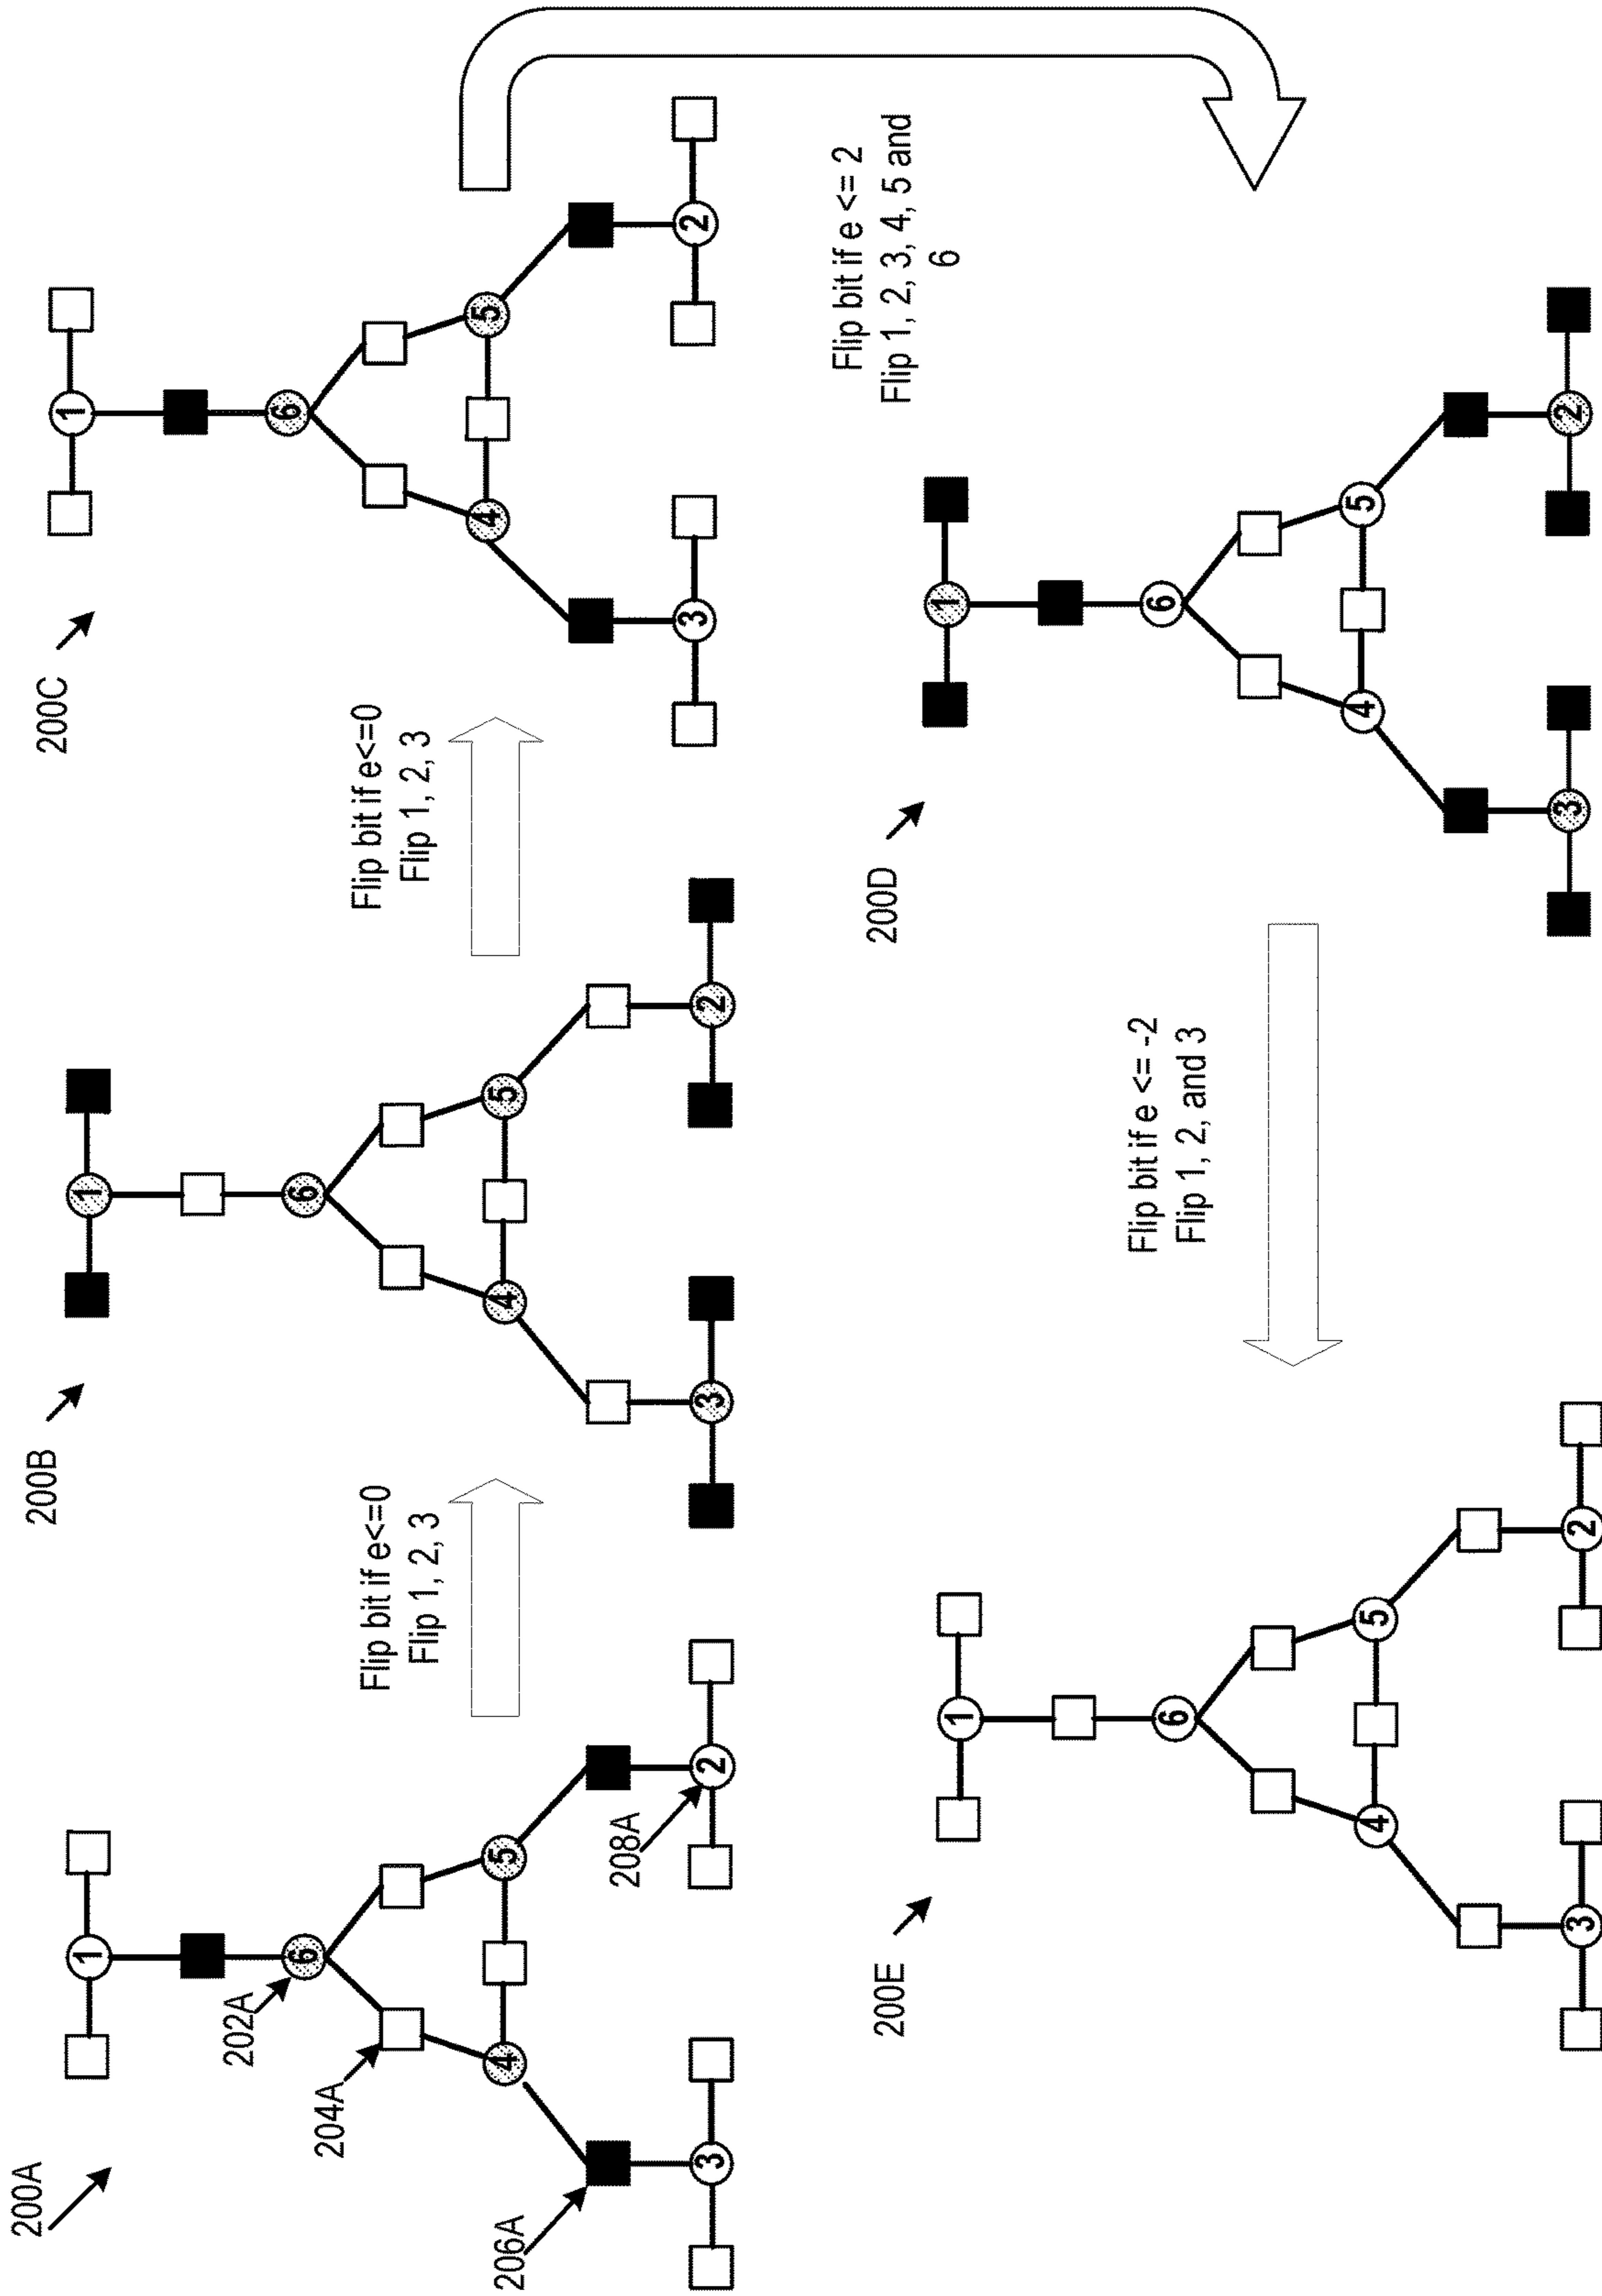 200A
1
202A
6
204A
4
5
206A
3
208A
2
Flip bit if e<=0
Flip 1, 2, 3
200B
1
6
4
5
3
2
Flip bit if e<=0
Flip 1, 2, 3
200C
1
6
4
5
3
2
Flip bit if e <= 2
Flip 1, 2, 3, 4, 5 and
6
200D
1
6
4
5
3
2
Flip bit if e <= -2
Flip 1, 2, and 3
200E
1
6
4
5
3
2